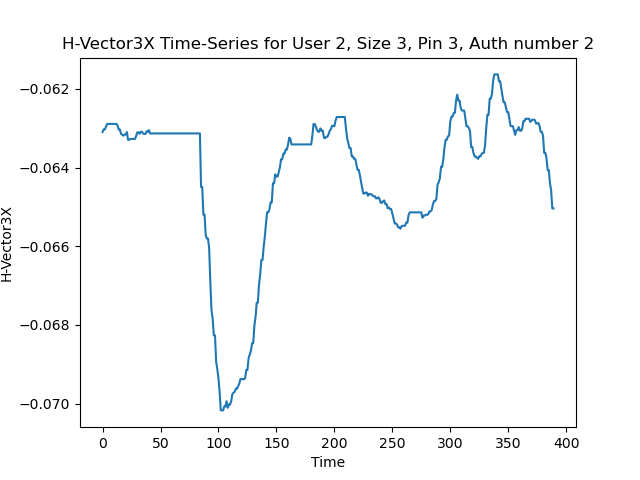 H-Vector3X Time-Series for User 2, Size 3, Pin 3, Auth number 2
−0.062
−0.064
−0.066
−0.068
−0.070
H-Vector3X
0 50 100 150 200 250 300 350 400
Time